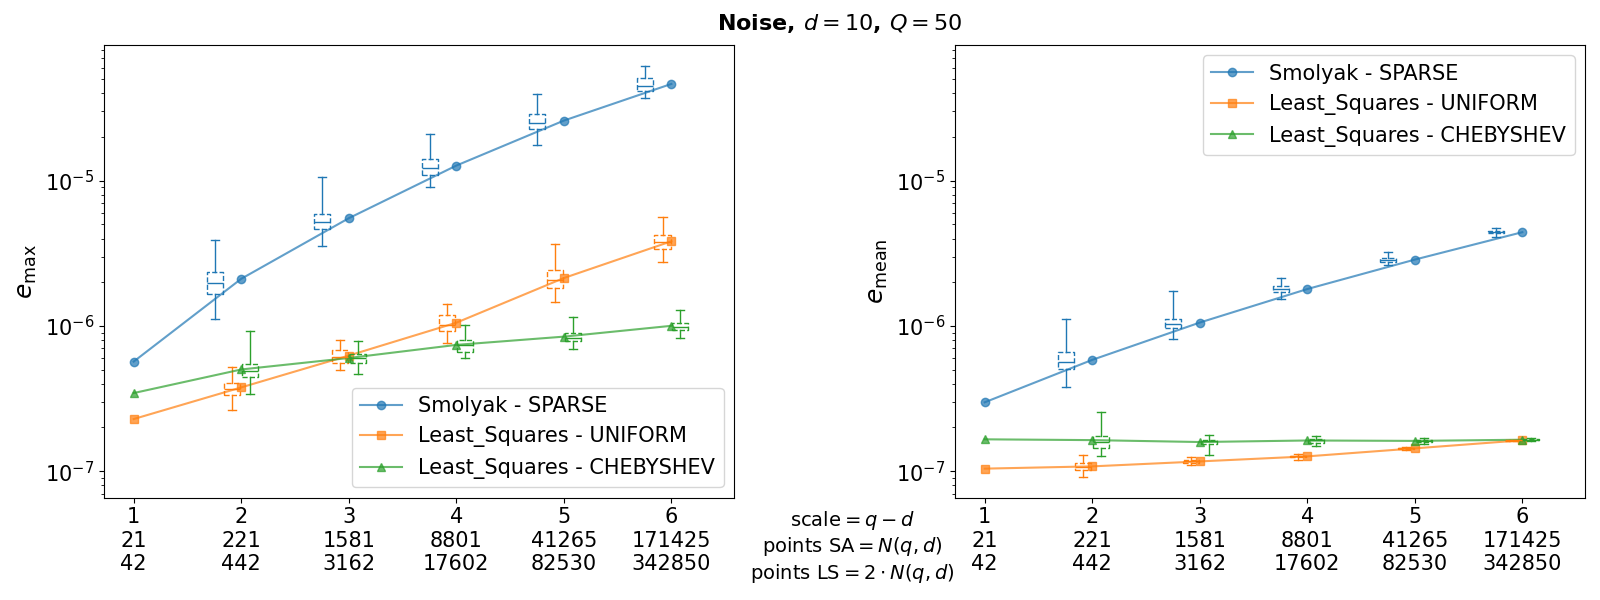 Noise, d = 10, Q = 50
e_max
10^-5
10^-6
10^-7
Smolyak - SPARSE
Least_Squares - UNIFORM
Least_Squares - CHEBYSHEV
1 2 3 4 5 6
21 221 1581 8801 41265 171425
42 442 3162 17602 82530 342850
scale = q − d
points SA = N(q, d)
points LS = 2 · N(q, d)
e_mean
10^-5
10^-6
10^-7
Smolyak - SPARSE
Least_Squares - UNIFORM
Least_Squares - CHEBYSHEV
1 2 3 4 5 6
21 221 1581 8801 41265 171425
42 442 3162 17602 82530 342850